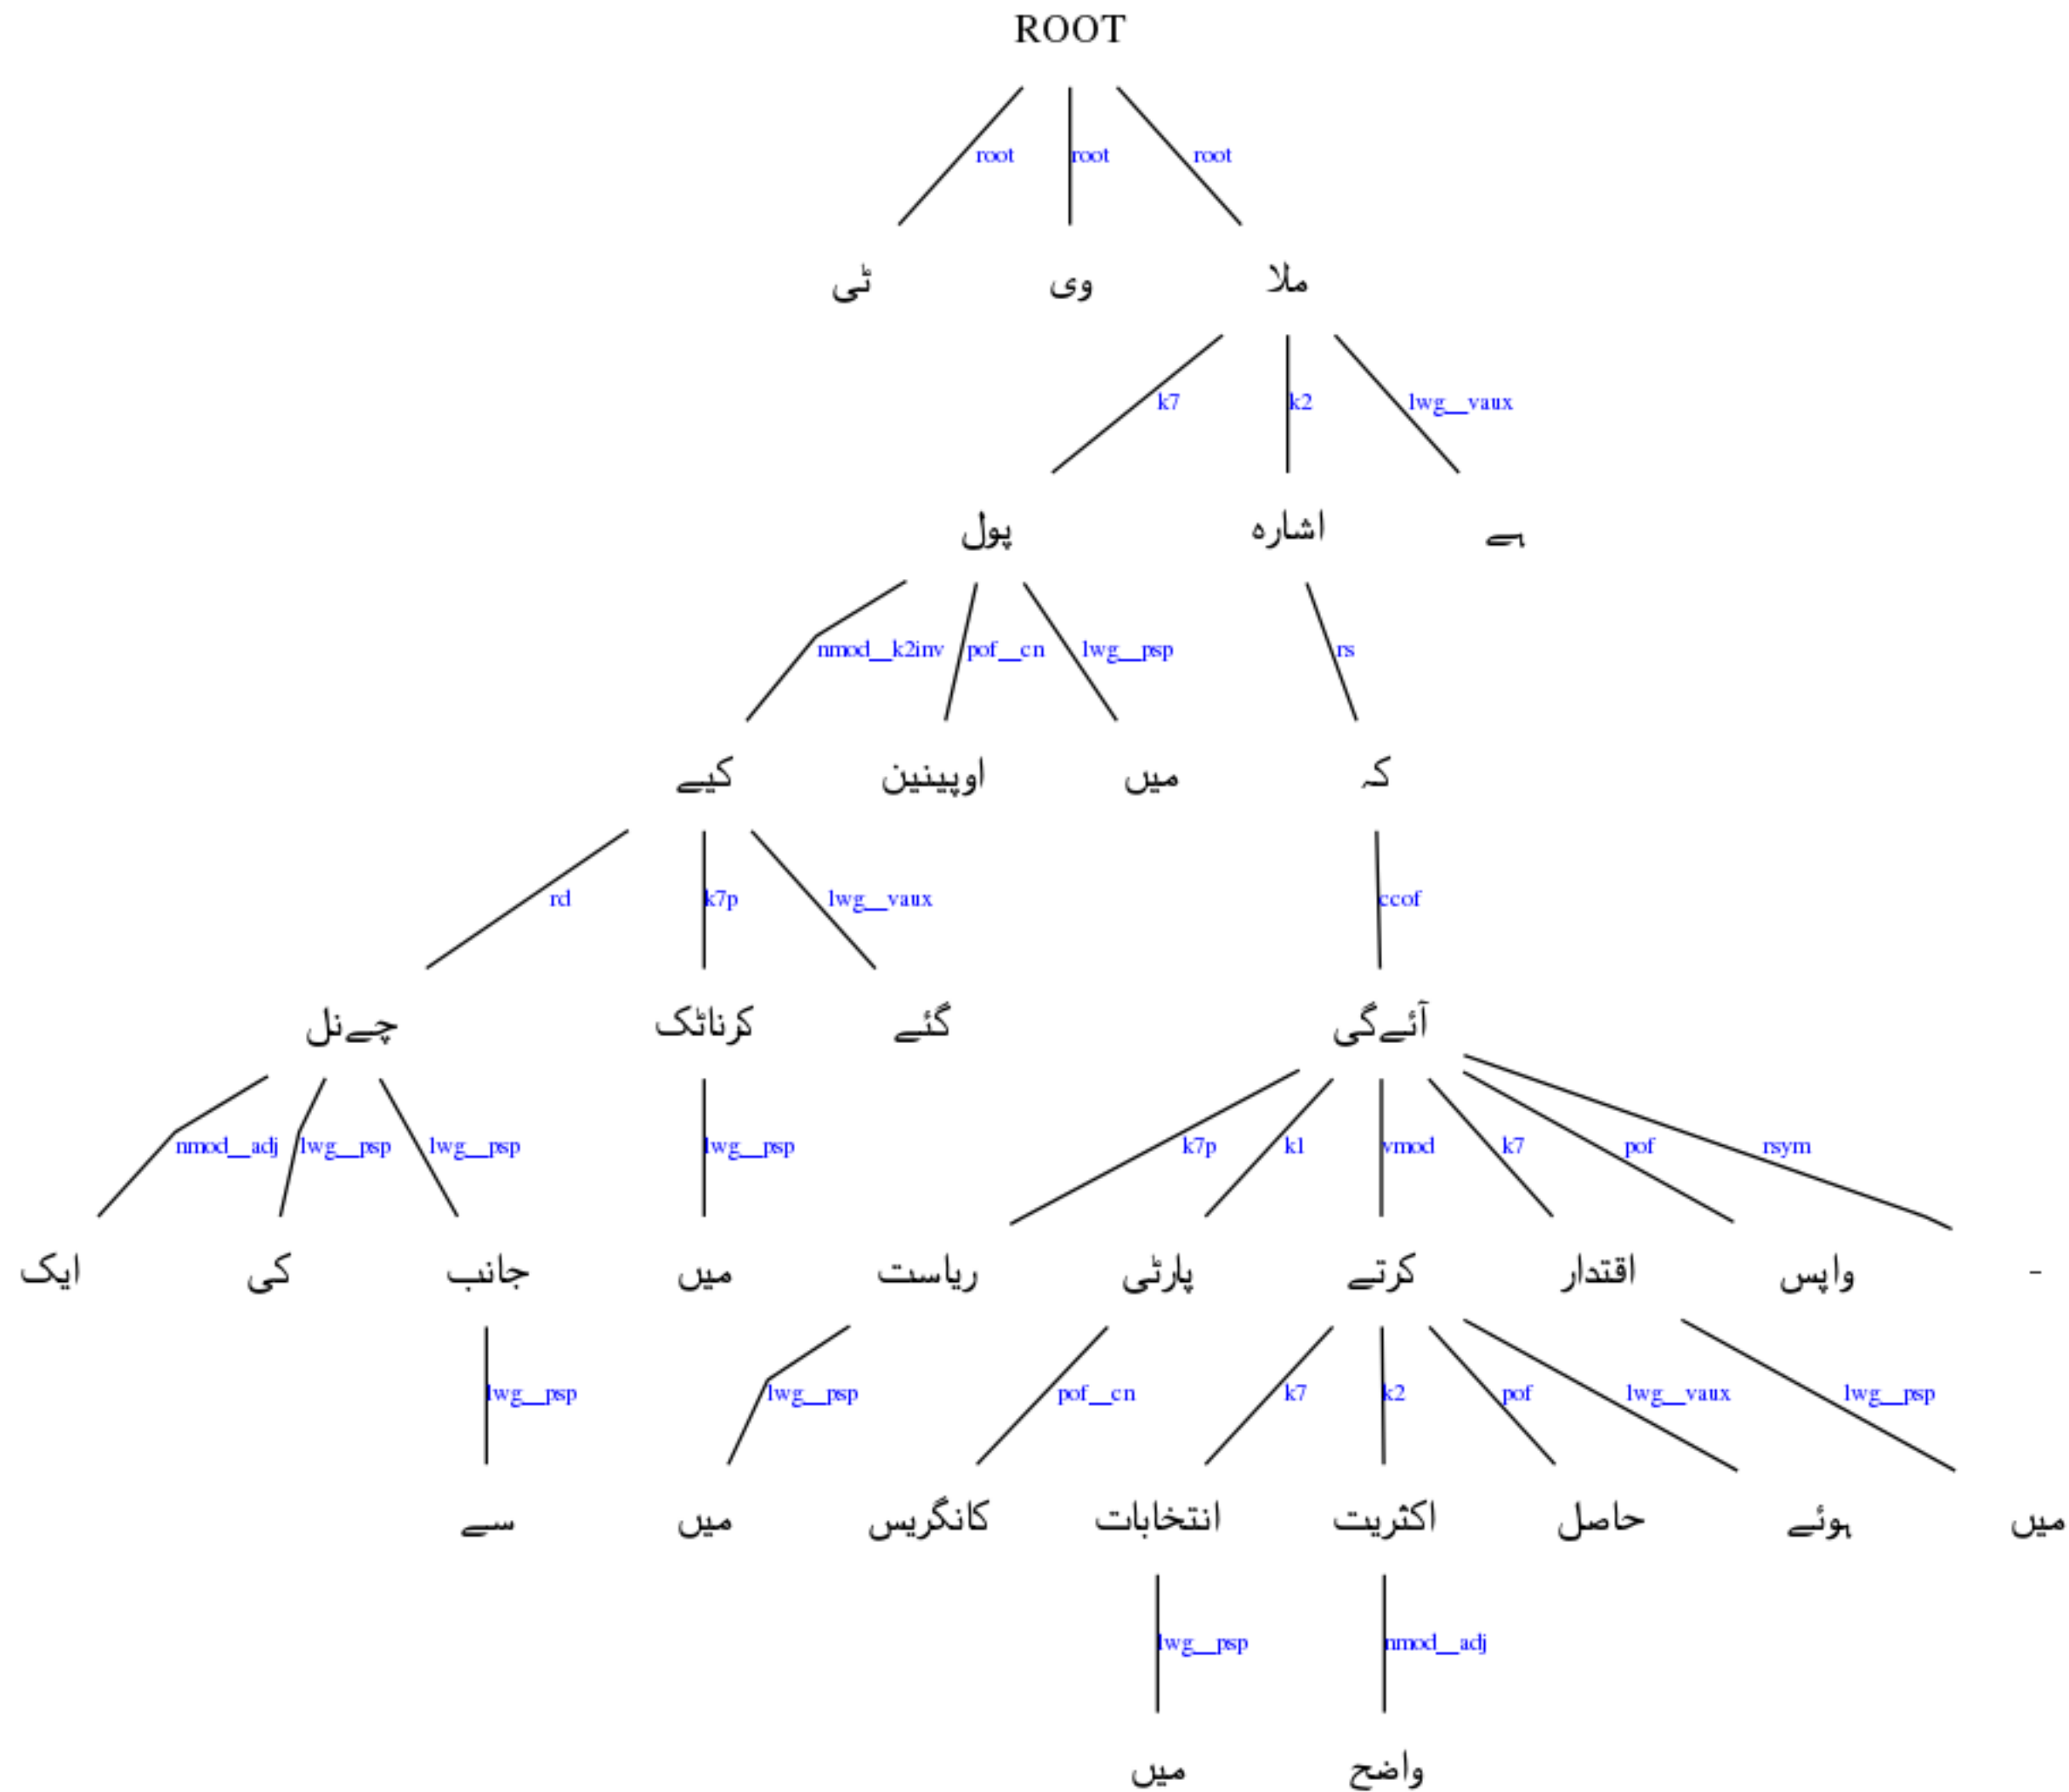 ROOT
root root root
ٹی وی ملا
k7 k2 lwg__vaux
پول اشارہ ہے
nmod__k2inv pof__cn lwg__psp rs
کیے اوپینین میں کہ
rd k7p lwg__vaux ccof
چےنل کرناٹک گئے آئےگی
nmod__adj lwg__psp lwg__psp lwg__psp k7p k1 vmod k7 pof rsym
ایک کی جانب میں ریاست پارٹی کرتے اقتدار واپس -
lwg__psp lwg__psp pof__cn k7 k2 pof lwg__vaux lwg__psp
سے میں کانگریس انتخابات اکثریت حاصل ہوئے میں
lwg__psp nmod__adj
میں واضح